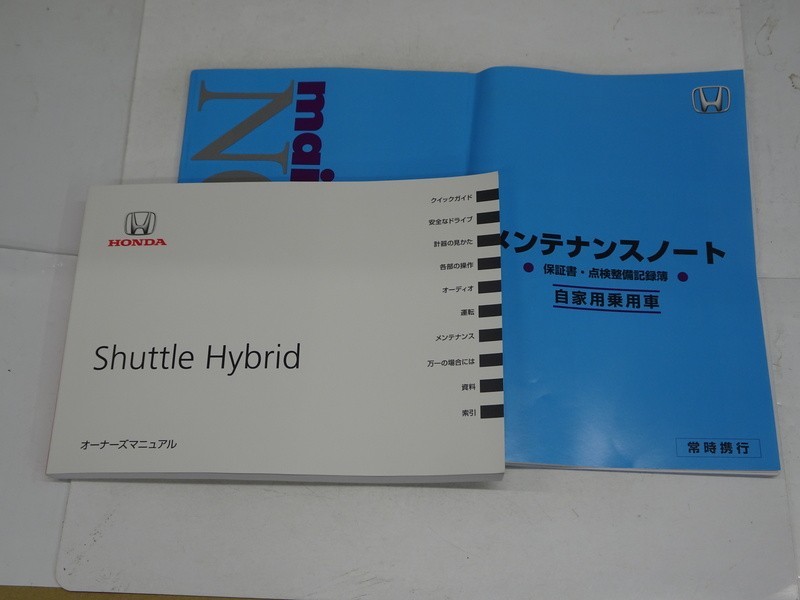 HONDA
Shuttle Hybrid
オーナーズマニュアル
クイックガイド
安全なドライブ
計器の見かた
各部の操作
オーディオ
運転
メンテナンス
万一の場合には
資料
索引
メンテナンスノート
保証書・点検整備記録簿
自家用乗用車
常時携行